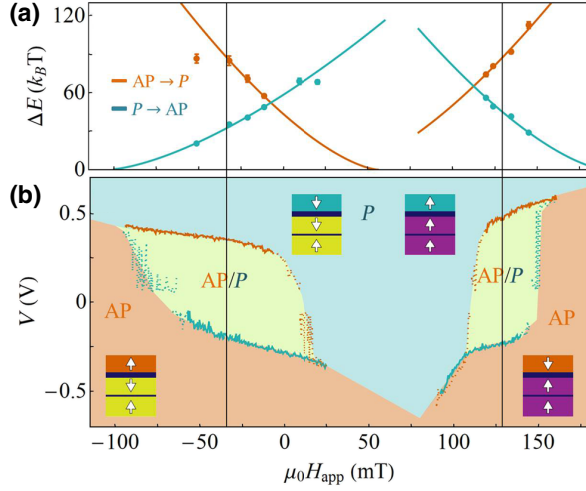 (a)
120
60
0
ΔE (k_BT)
AP → P
P → AP
(b)
0.5
0
−0.5
V (V)
P
AP/P
AP/P
AP
AP
−100 −50 0 50 100 150
μ₀H_app (mT)